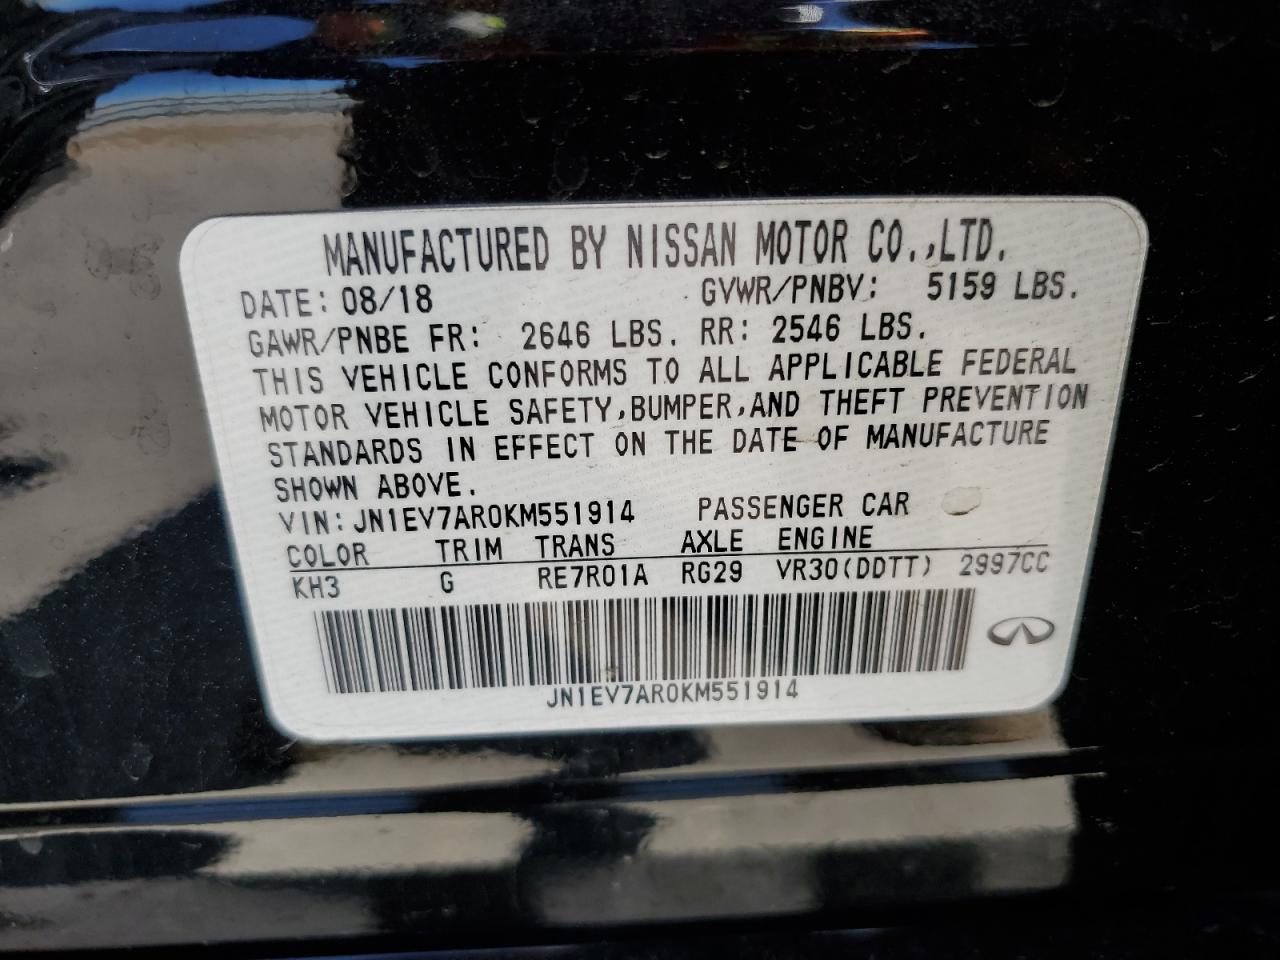 MANUFACTURED BY NISSAN MOTOR CO.,LTD.
DATE: 08/18 GVWR/PNBV: 5159 LBS.
GAWR/PNBE FR: 2646 LBS. RR: 2546 LBS.
THIS VEHICLE CONFORMS TO ALL APPLICABLE FEDERAL
MOTOR VEHICLE SAFETY,BUMPER,AND THEFT PREVENTION
STANDARDS IN EFFECT ON THE DATE OF MANUFACTURE
SHOWN ABOVE.
VIN: JN1EV7AR0KM551914 PASSENGER CAR
COLOR TRIM TRANS AXLE ENGINE
KH3 G RE7R01A RG29 VR30(DDTT) 2997CC
JN1EV7AR0KM551914